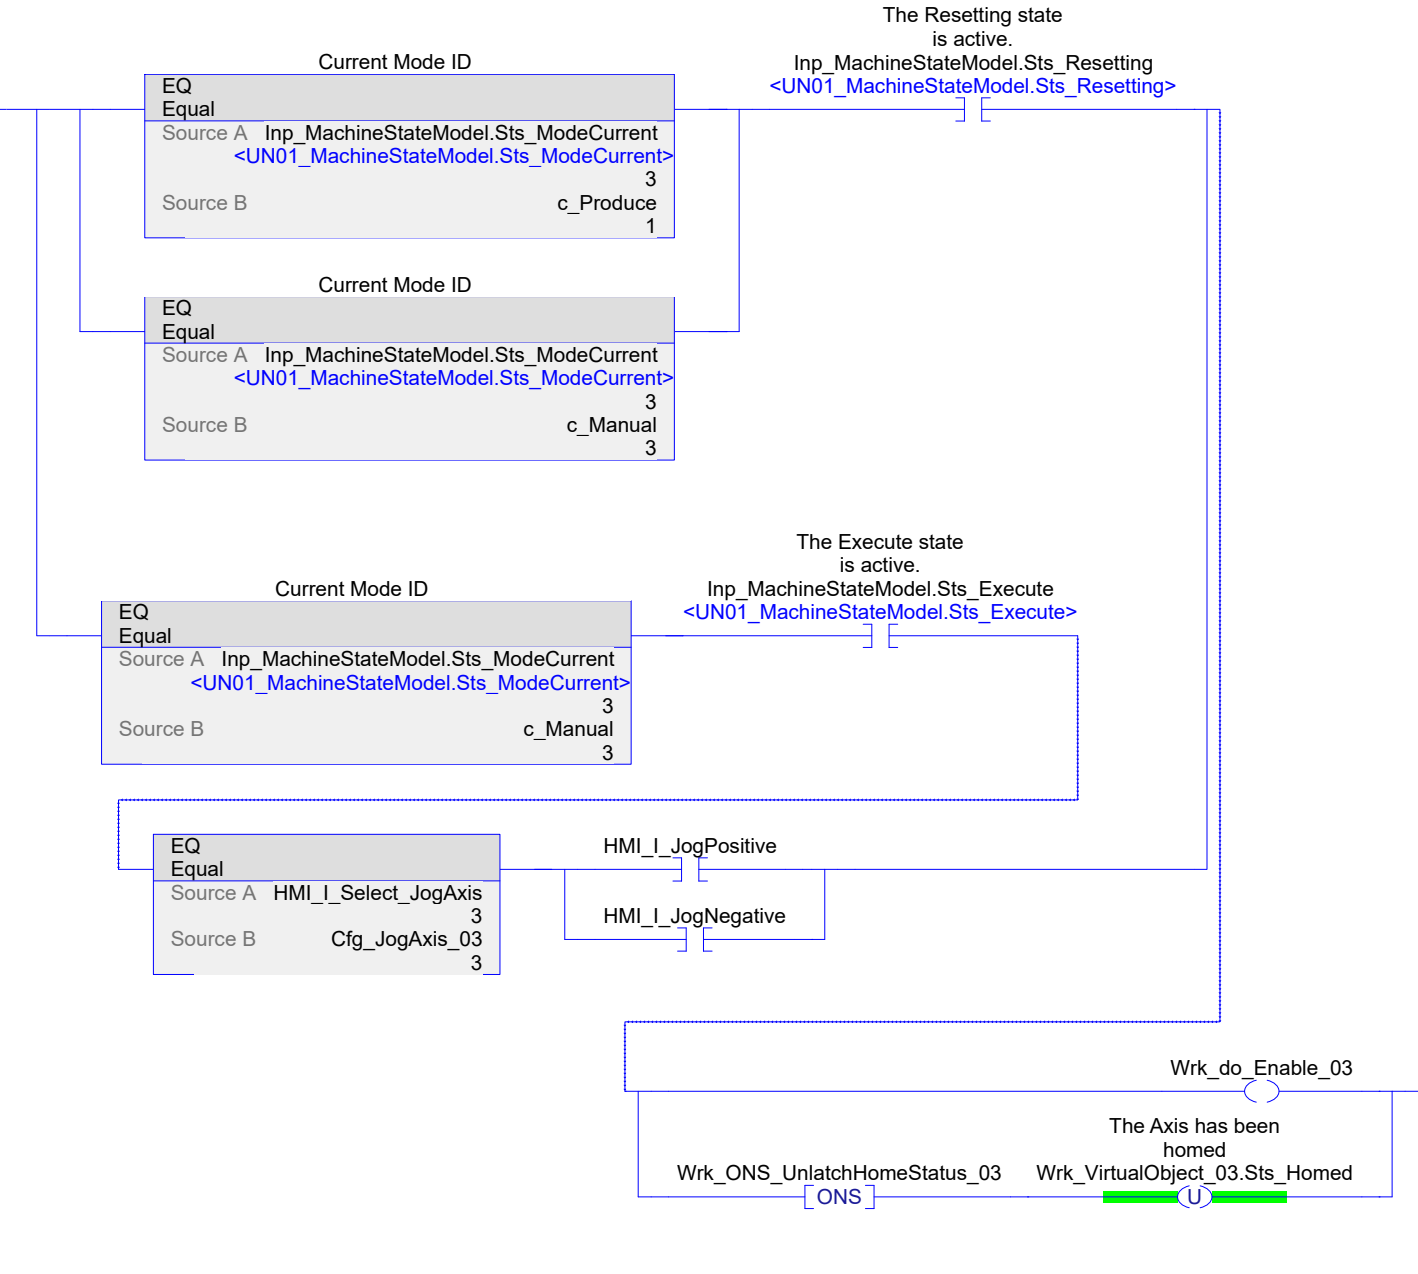 The Resetting state
is active.
Current Mode ID
Inp_MachineStateModel.Sts_Resetting
<UN01_MachineStateModel.Sts_Resetting>
EQ
Equal
Source A Inp_MachineStateModel.Sts_ModeCurrent
<UN01_MachineStateModel.Sts_ModeCurrent>
3
Source B c_Produce
1
Current Mode ID
EQ
Equal
Source A Inp_MachineStateModel.Sts_ModeCurrent
<UN01_MachineStateModel.Sts_ModeCurrent>
3
Source B c_Manual
3
The Execute state
is active.
Current Mode ID
Inp_MachineStateModel.Sts_Execute
<UN01_MachineStateModel.Sts_Execute>
EQ
Equal
Source A Inp_MachineStateModel.Sts_ModeCurrent
<UN01_MachineStateModel.Sts_ModeCurrent>
3
Source B c_Manual
3
EQ
Equal
Source A HMI_I_Select_JogAxis
3
Source B Cfg_JogAxis_03
3
HMI_I_JogPositive
HMI_I_JogNegative
Wrk_do_Enable_03
The Axis has been
homed
Wrk_ONS_UnlatchHomeStatus_03
Wrk_VirtualObject_03.Sts_Homed
ONS
U